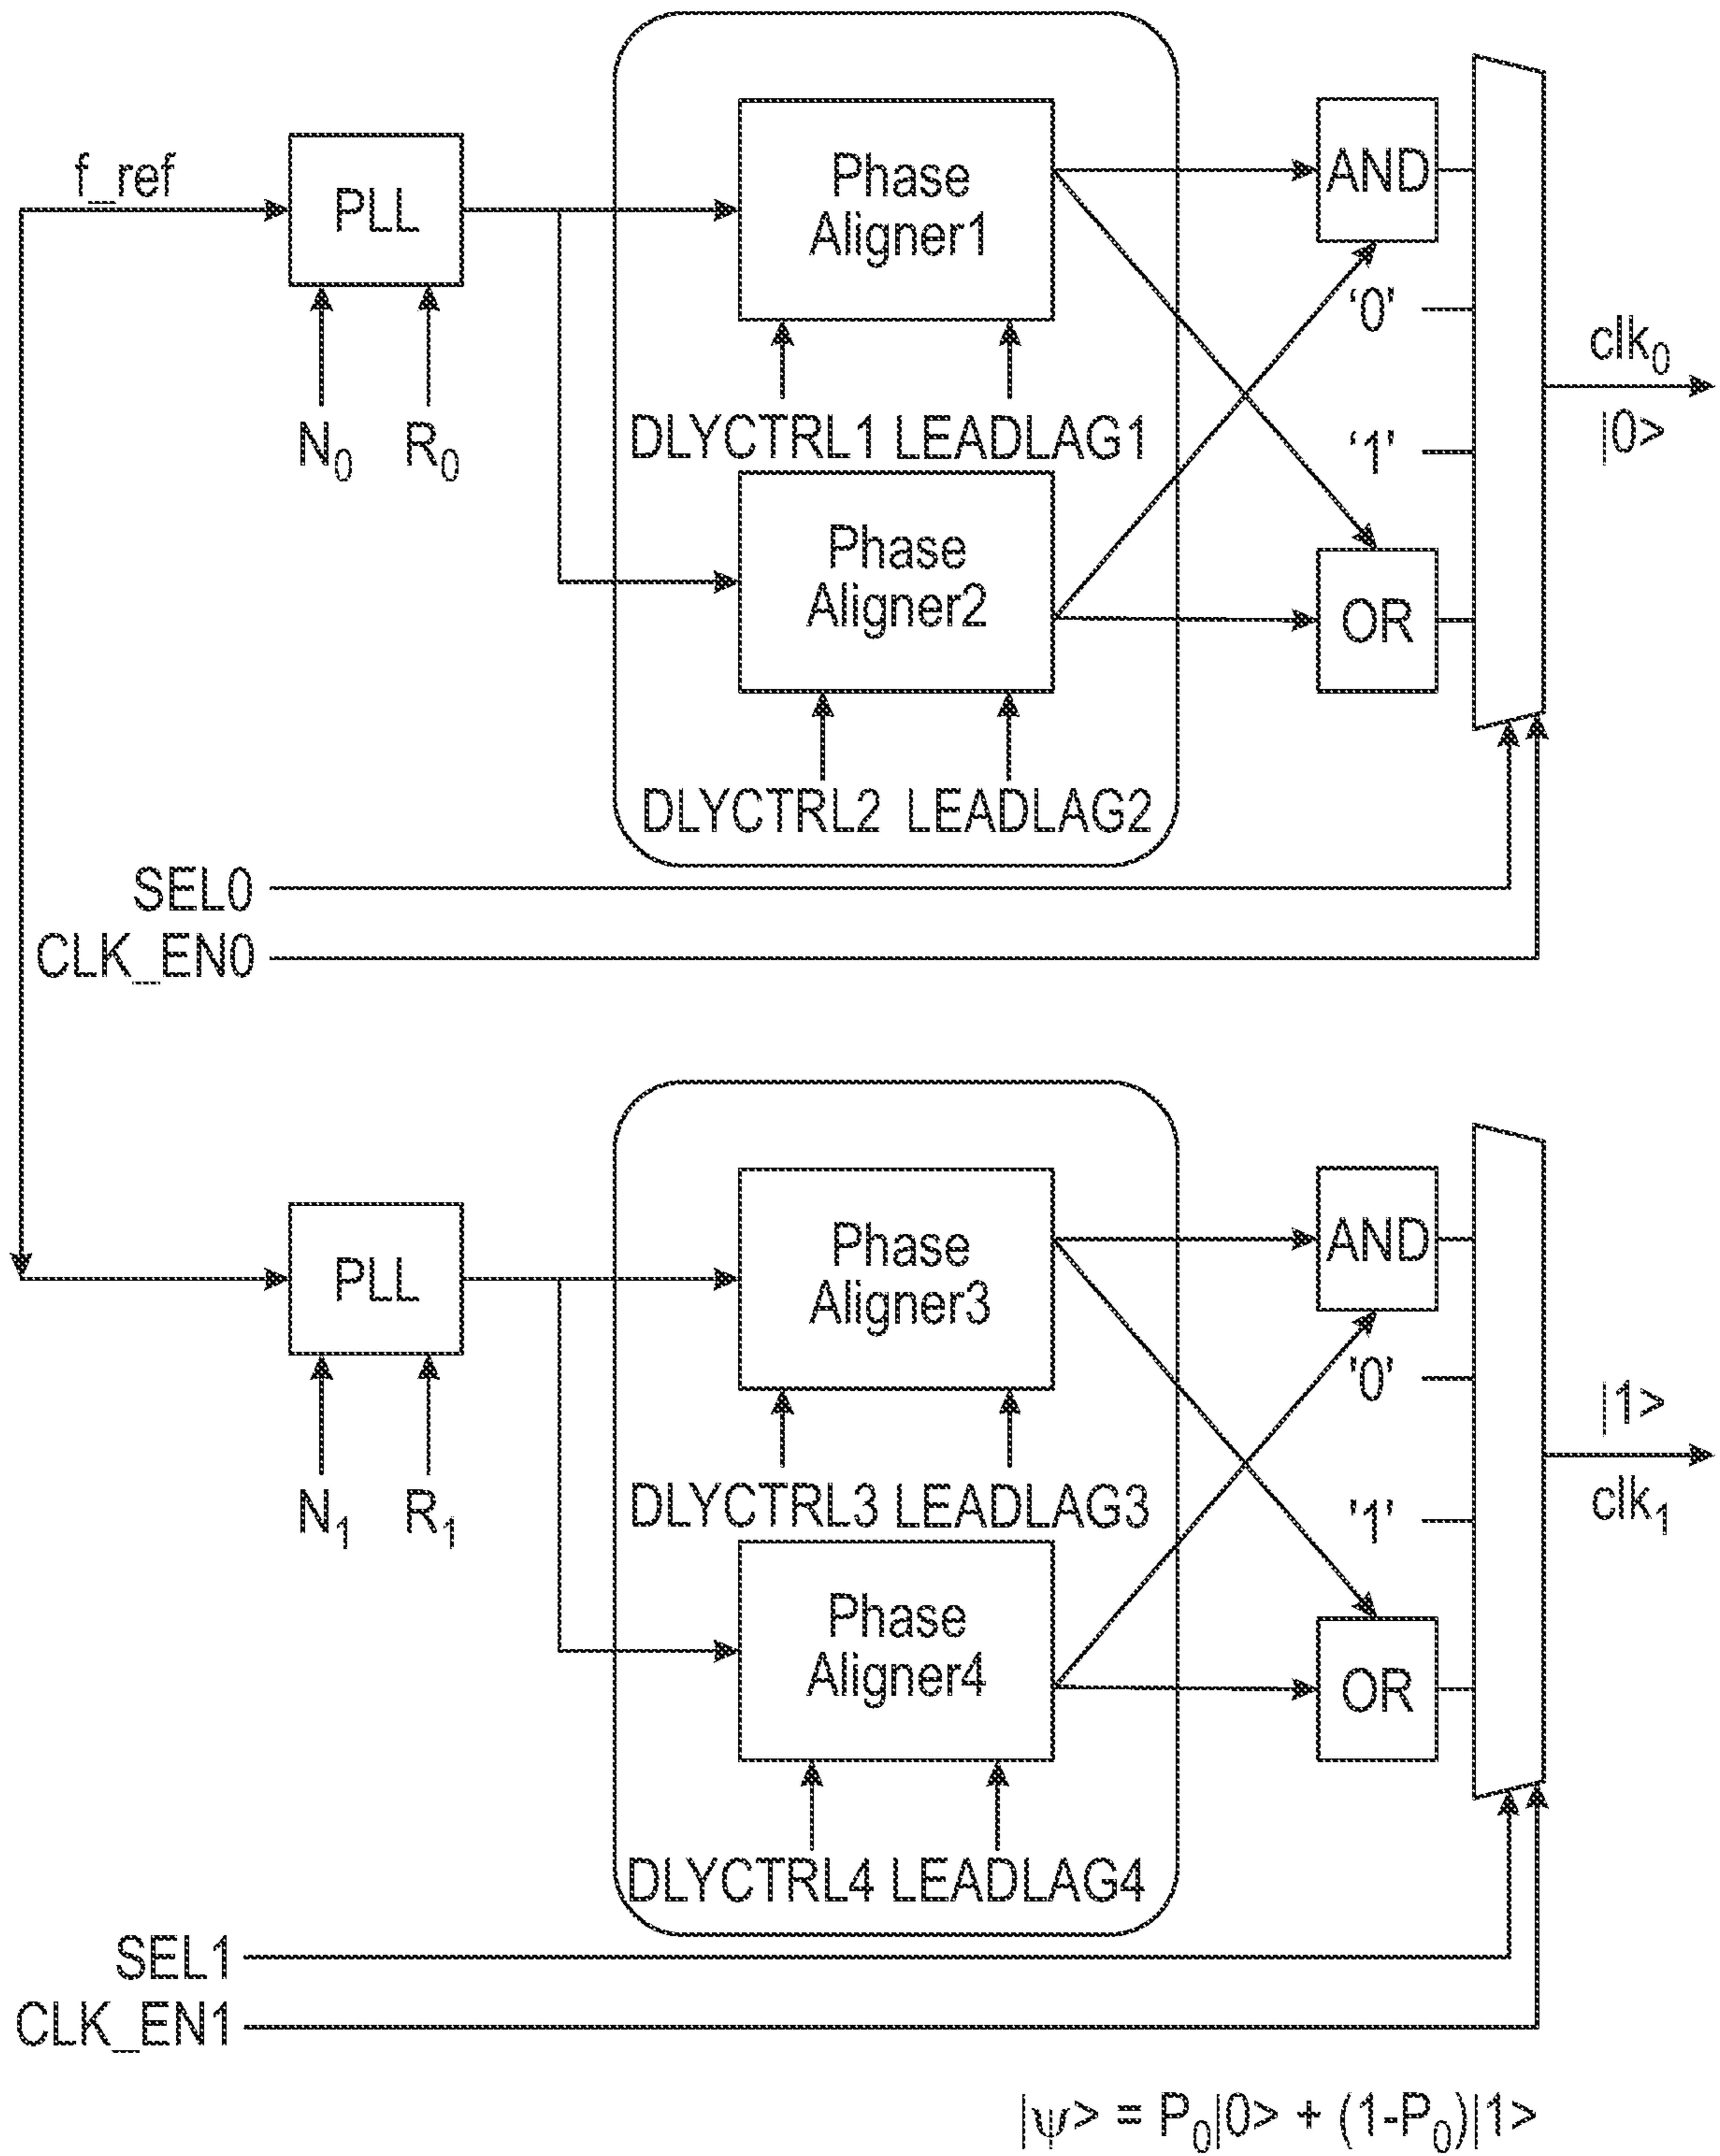 f_ref
PLL
N0
R0
Phase
Aligner1
DLYCTRL1 LEADLAG1
Phase
Aligner2
DLYCTRL2 LEADLAG2
AND
‘0’
‘1’
OR
clk0
|0>
SEL0
CLK_EN0
PLL
N1
R1
Phase
Aligner3
DLYCTRL3 LEADLAG3
Phase
Aligner4
DLYCTRL4 LEADLAG4
AND
'0'
'1'
OR
|1>
clk1
SEL1
CLK_EN1
|ψ> = P0|0> + (1-P0)|1>